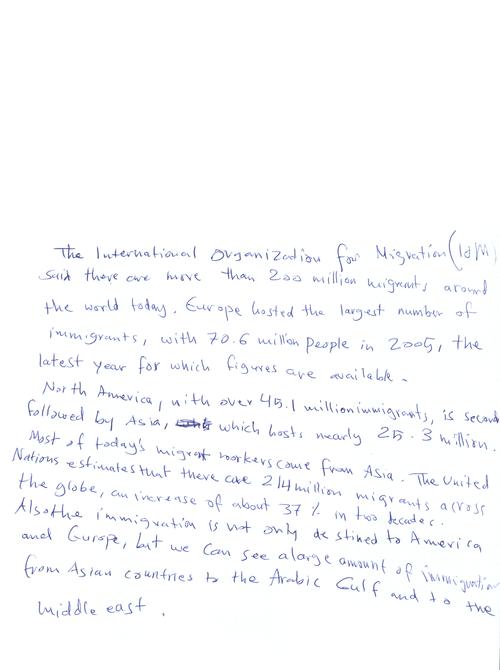 The International Organization for Migration (IOM)
said there are more than 200 million migrants around
the world today. Europe hosted the largest number of
immigrants, with 70.6 million people in 2005, the
latest year for which figures are available.
North America, with over 45.1 million immigrants, is second
followed by Asia, which hosts nearly 25.3 million.
Most of today's migrant workers come from Asia. The United
Nations estimates that there are 214 million migrants across
the globe, an increase of about 37 % in two decades.
Also the immigration is not only destined to America
and Europe, but we can see a large amount of immigration
from Asian countries to the Arabic Gulf and to the
middle east.